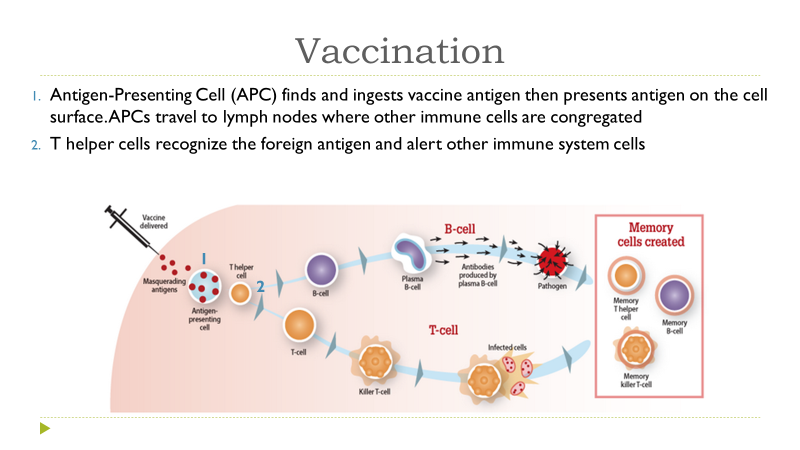 Vaccination
1. Antigen-Presenting Cell (APC) finds and ingests vaccine antigen then presents antigen on the cell
surface.APCs travel to lymph nodes where other immune cells are congregated
2. T helper cells recognize the foreign antigen and alert other immune system cells
Vaccine
delivered
Masquerading
antigens
1
Antigen-
presenting
cell
T helper
cell
2
B-cell
Plasma
B-cell
B-cell
Antibodies
produced by
plasma B-cell
Pathogen
T-cell
T-cell
Killer T-cell
Infected cells
Memory
cells created
Memory
T helper
cell
Memory
B-cell
Memory
killer T-cell